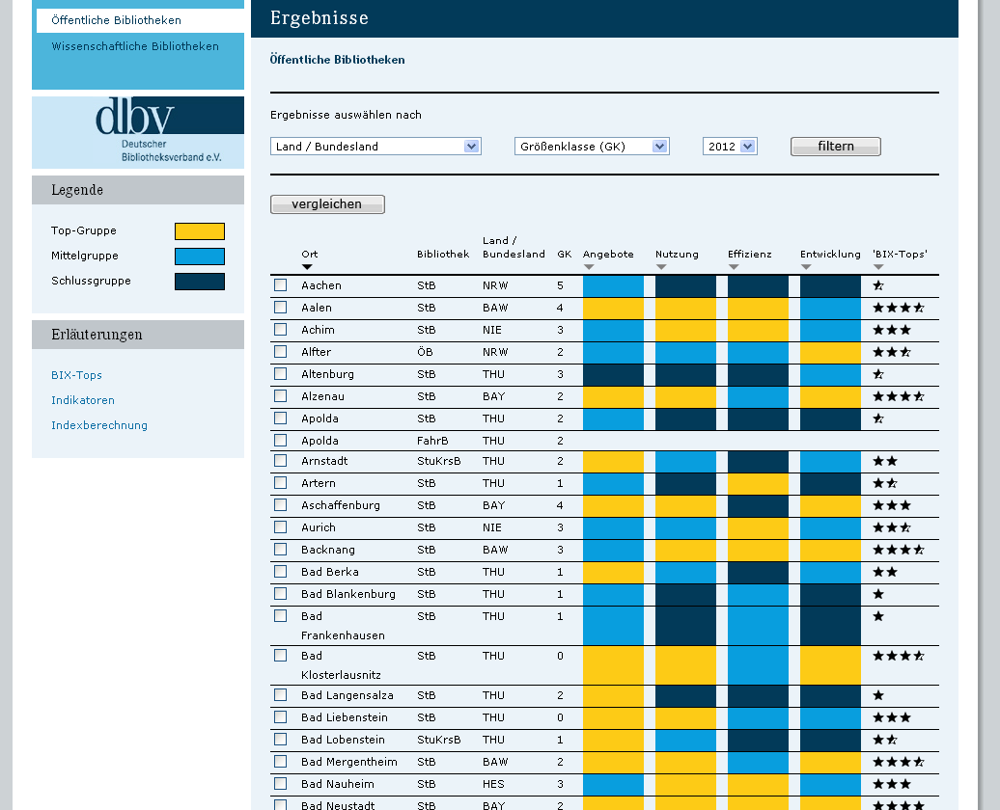 Öffentliche Bibliotheken
Wissenschaftliche Bibliotheken
dbv
Deutscher
Bibliotheksverband e.V.
Legende
Top-Gruppe
Mittelgruppe
Schlussgruppe
Erläuterungen
BIX-Tops
Indikatoren
Indexberechnung
Ergebnisse
Öffentliche Bibliotheken
Ergebnisse auswählen nach
Land / Bundesland Größenklasse (GK) 2012 filtern
vergleichen
Ort Bibliothek Land / Bundesland GK Angebote Nutzung Effizienz Entwicklung 'BIX-Tops'
Aachen StB NRW 5
Aalen StB BAW 4
Achim StB NIE 3
Alfter ÖB NRW 2
Altenburg StB THU 3
Alzenau StB BAY 2
Apolda StB THU 2
Apolda FahrB THU 2
Arnstadt StuKrsB THU 2
Artern StB THU 1
Aschaffenburg StB BAY 4
Aurich StB NIE 3
Backnang StB BAW 3
Bad Berka StB THU 1
Bad Blankenburg StB THU 1
Bad Frankenhausen StB THU 1
Bad Klosterlausnitz StB THU 0
Bad Langensalza StB THU 2
Bad Liebenstein StB THU 0
Bad Lobenstein StuKrsB THU 1
Bad Mergentheim StB BAW 2
Bad Nauheim StB HES 3
Bad Neustadt StB BAY 2